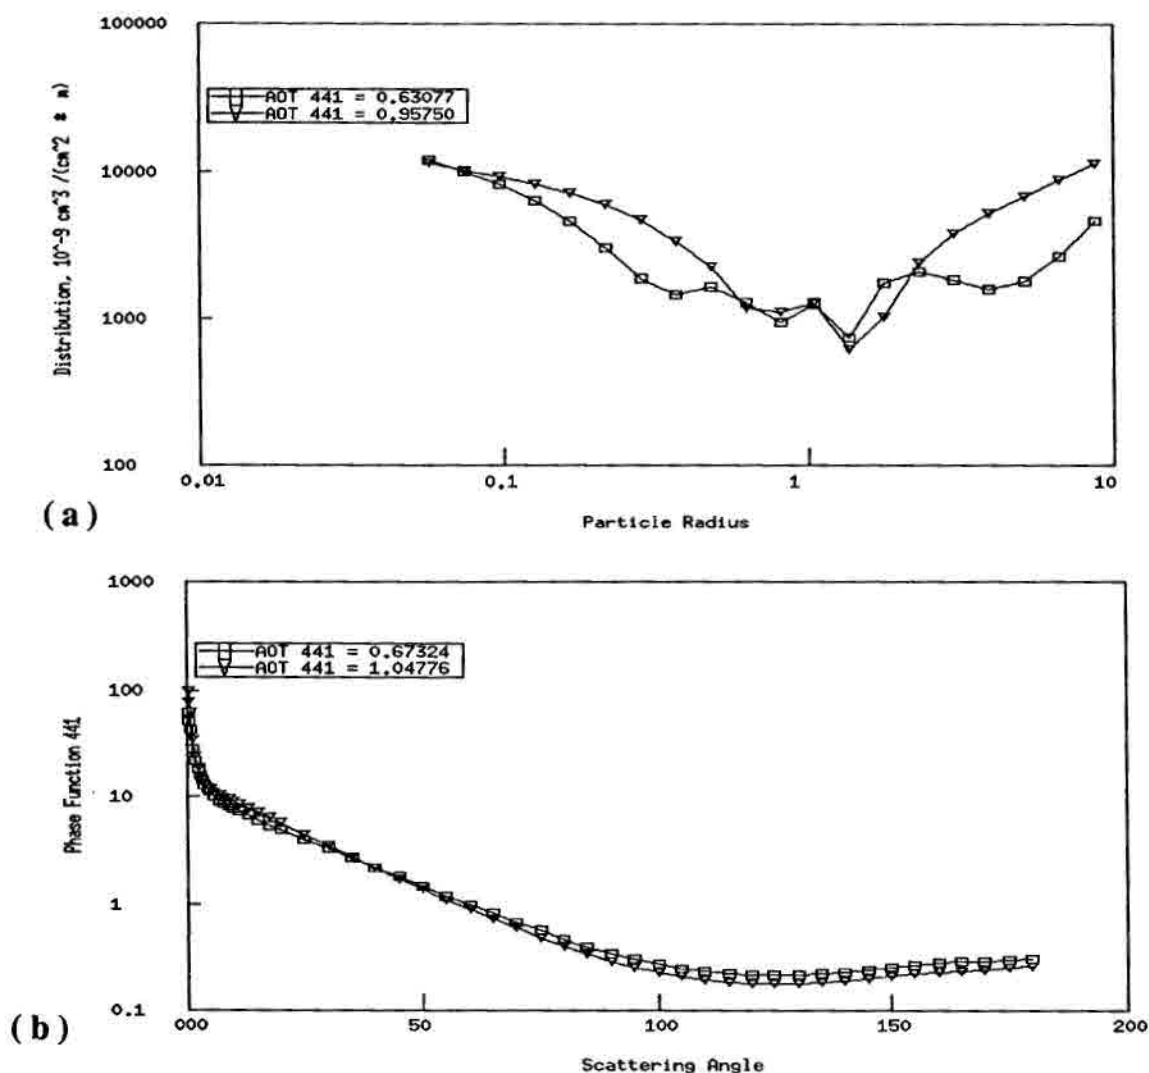 100000
10000
1000
100
Distribution, 10^-9 cm^3 /(cm^2 * m)
AOT 441 = 0.63077
AOT 441 = 0.95750
0.01 0.1 1 10
Particle Radius
(a)
1000
100
10
1
0.1
Phase Function 441
AOT 441 = 0.67324
AOT 441 = 1.04776
000 50 100 150 200
Scattering Angle
(b)